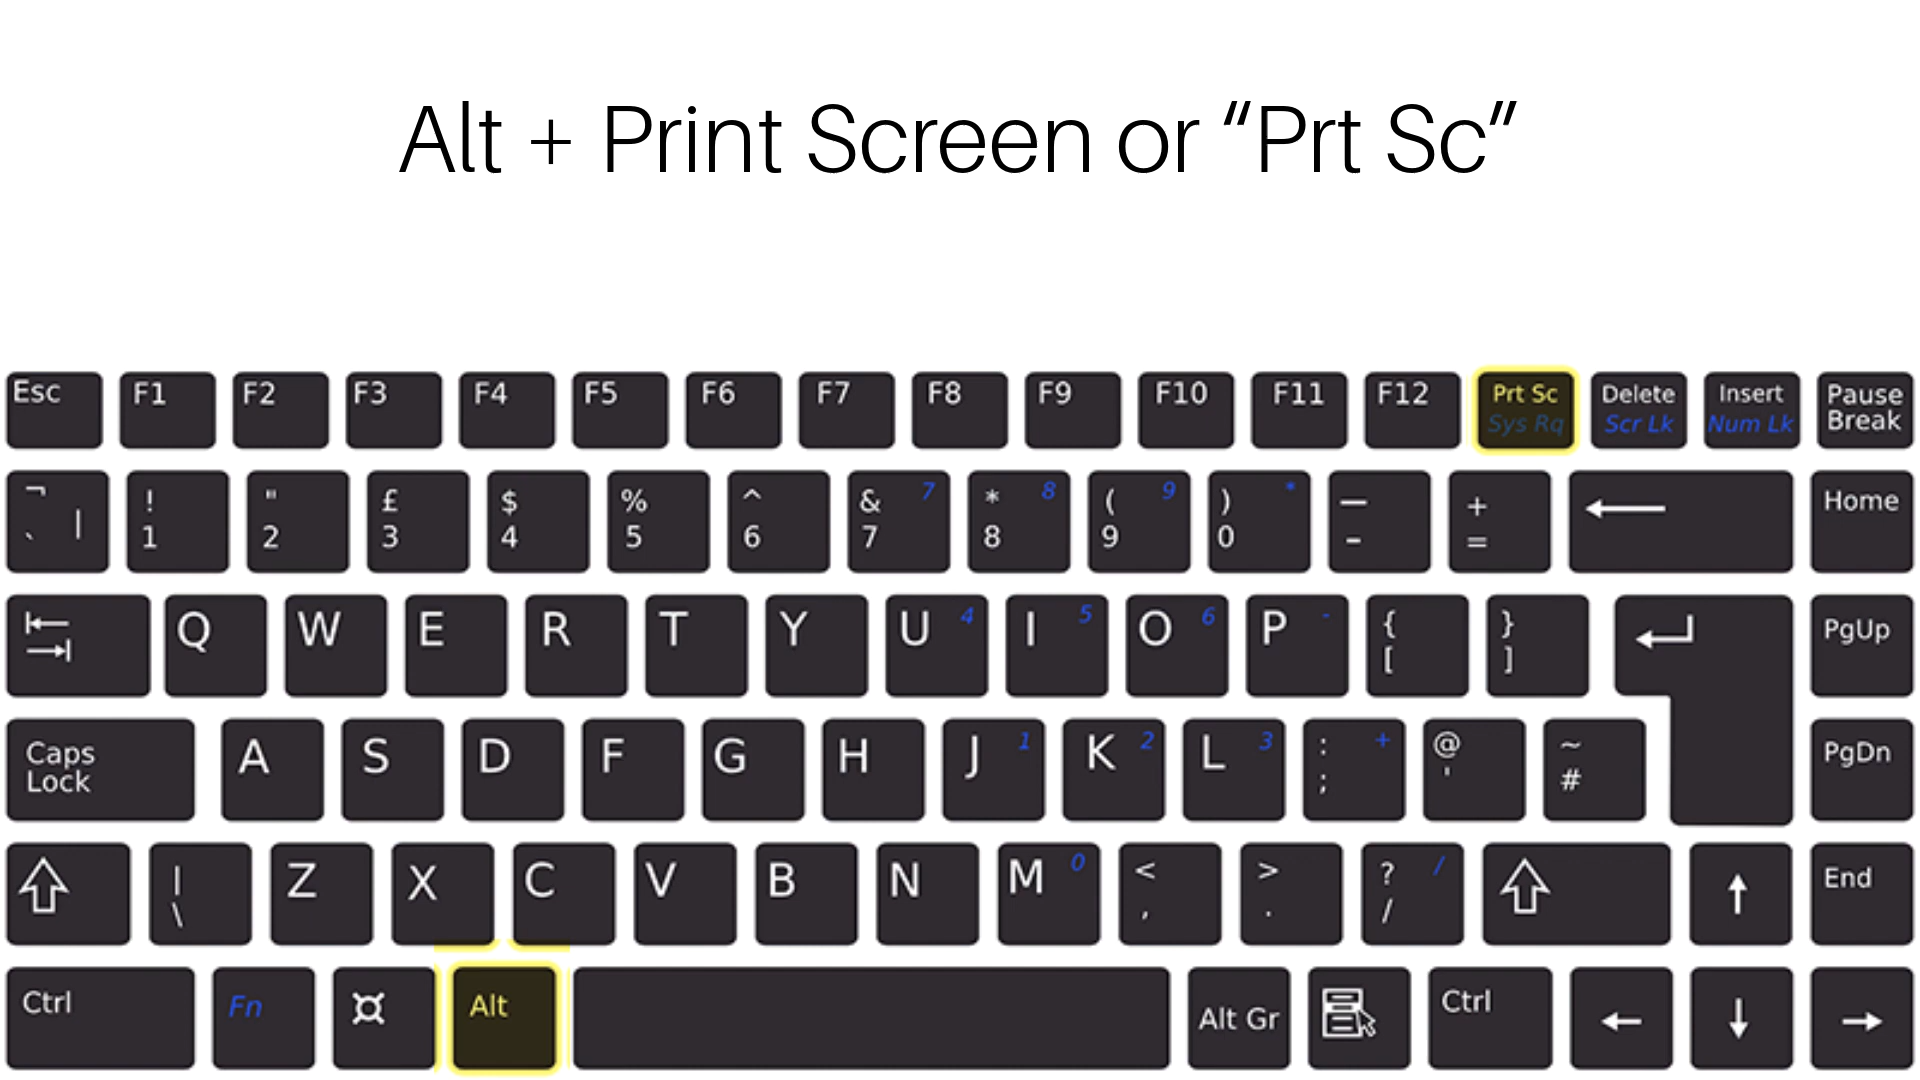 Alt + Print Screen or “Prt Sc”
Esc F1 F2 F3 F4 F5 F6 F7 F8 F9 F10 F11 F12 Prt Sc Delete Insert Pause
Sys Rq Scr Lk Num Lk Break
¬ ! " £ $ % ^ & 7 * 8 ( 9 ) * — + Home
` | 1 2 3 4 5 6 7 8 9 0 - =
Q W E R T Y U 4 I 5 O 6 P - { } PgUp
[ ]
Caps A S D F G H J 1 K 2 L 3 : + @ ~ PgDn
Lock ; ' #
| Z X C V B N M 0 < > ? / End
\ , . /
Ctrl Fn Alt Alt Gr Ctrl